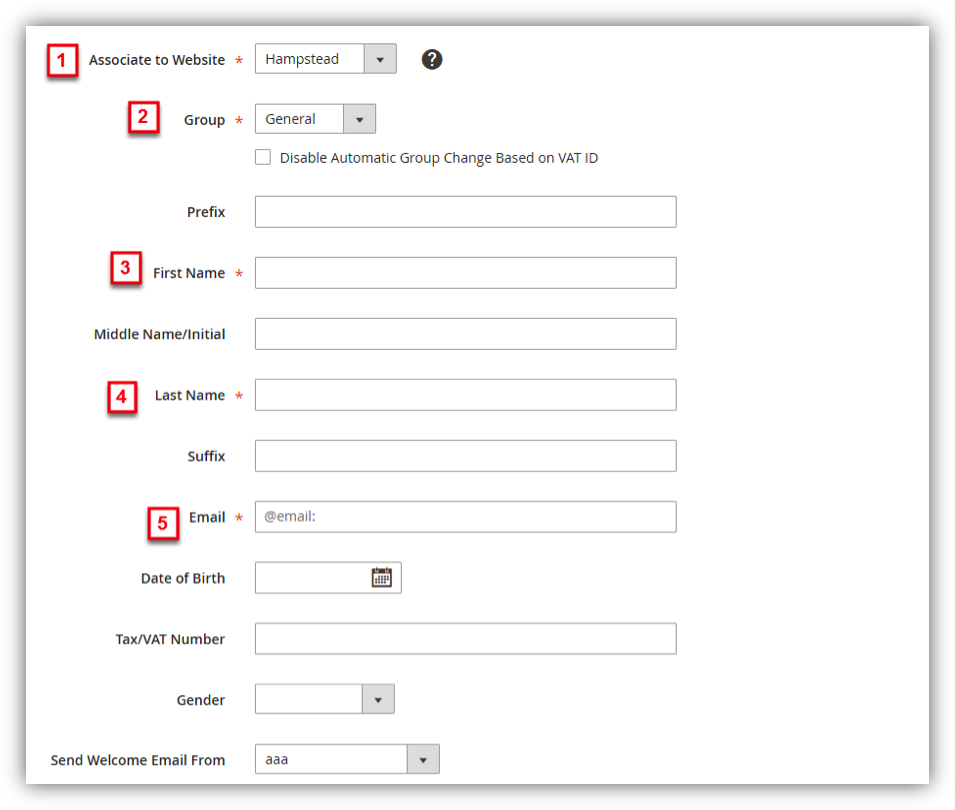 1 Associate to Website * Hampstead ?
2 Group * General
Disable Automatic Group Change Based on VAT ID
Prefix
3 First Name *
Middle Name/Initial
4 Last Name *
Suffix
5 Email * @email:
Date of Birth
Tax/VAT Number
Gender
Send Welcome Email From aaa